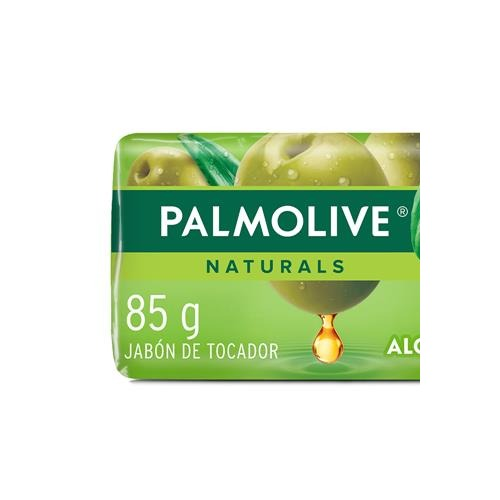 PALMOLIVE®
NATURALS
85 g
JABÓN DE TOCADOR